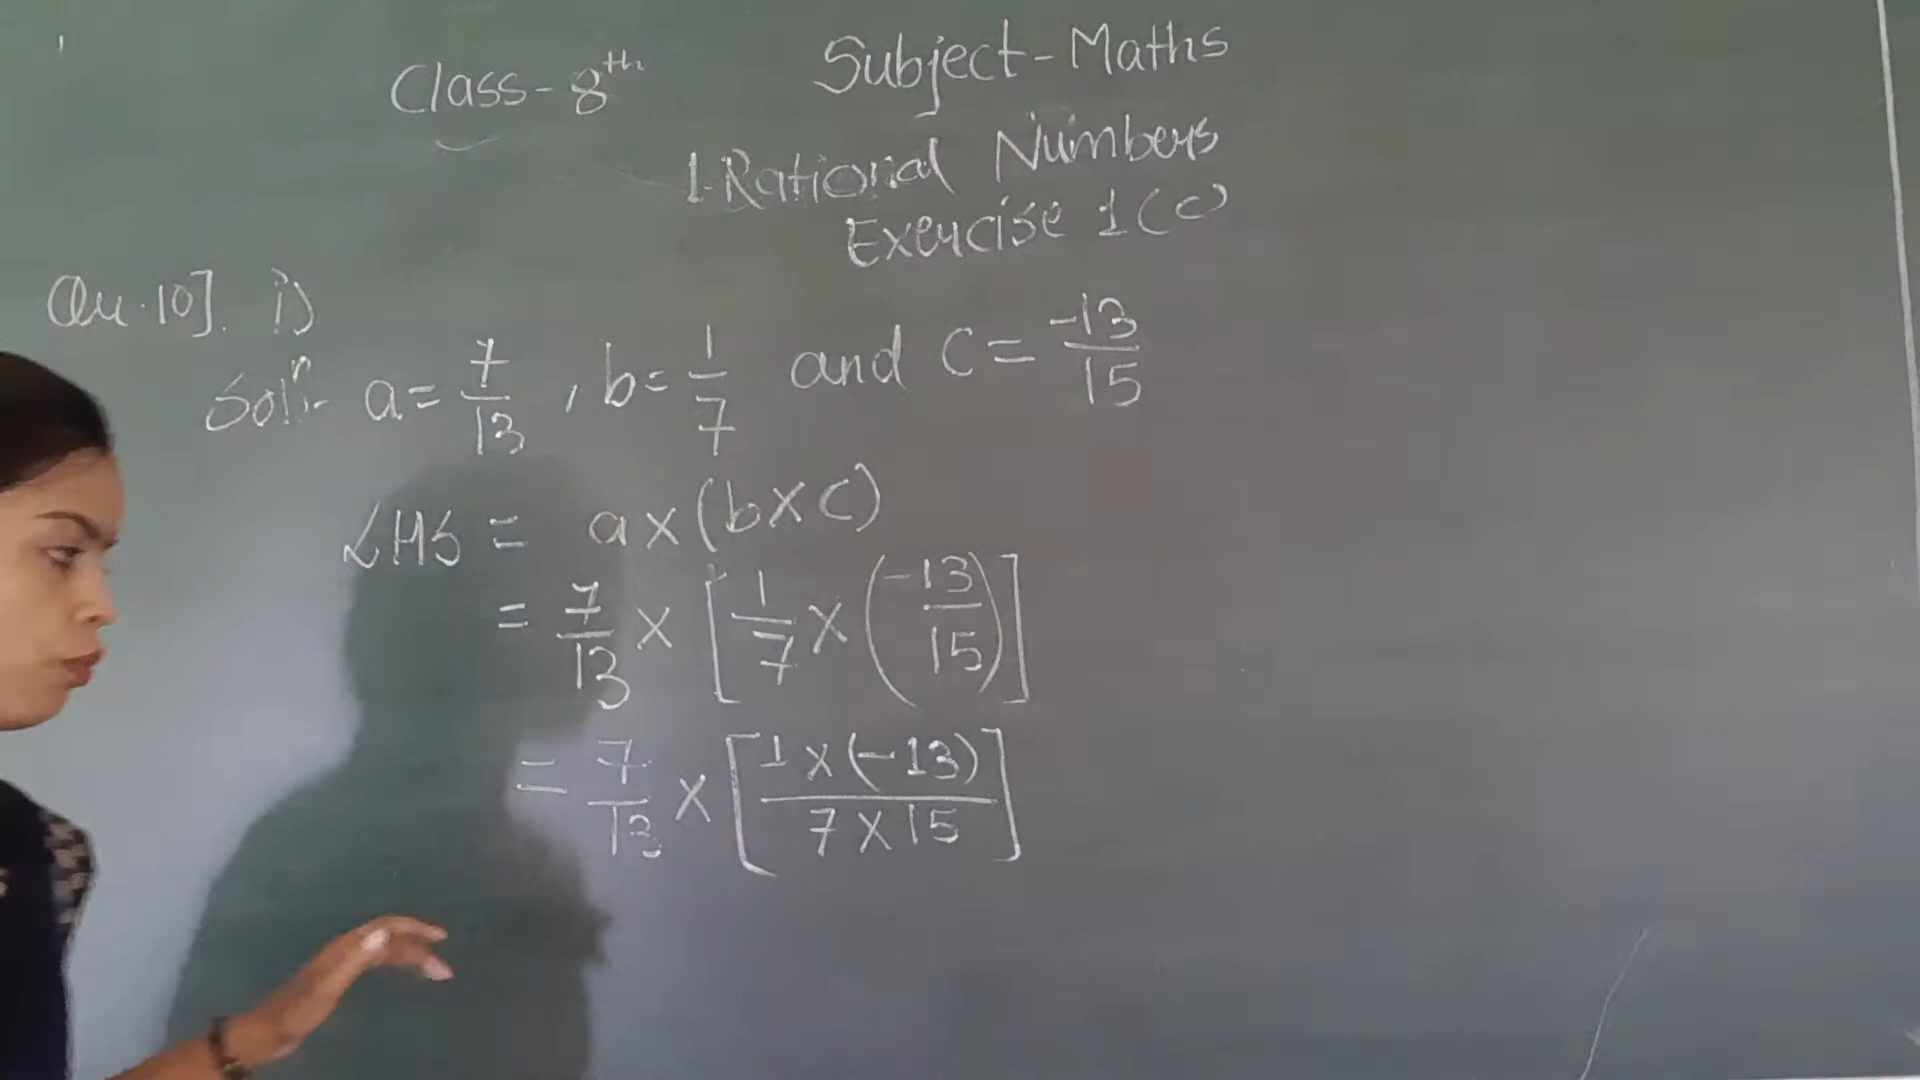 Class-8th Subject-Maths
1. Rational Numbers
Exercise 1(c)
Qu.10]. i)
Soln:- a = 7/13, b = 1/7 and C = -13/15
LHS = a×(b×c)
= 7/13 × [1/7 × (-13/15)]
= 7/13 × [1×(-13)/7×15]